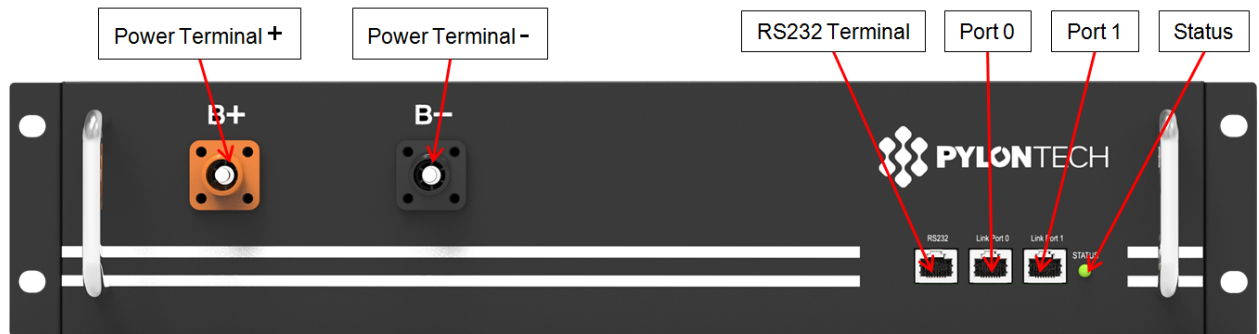 Power Terminal +
Power Terminal -
RS232 Terminal
Port 0
Port 1
Status
B+
B-
PYLONTECH
RS232
Link Port 0
Link Port 1
STATUS